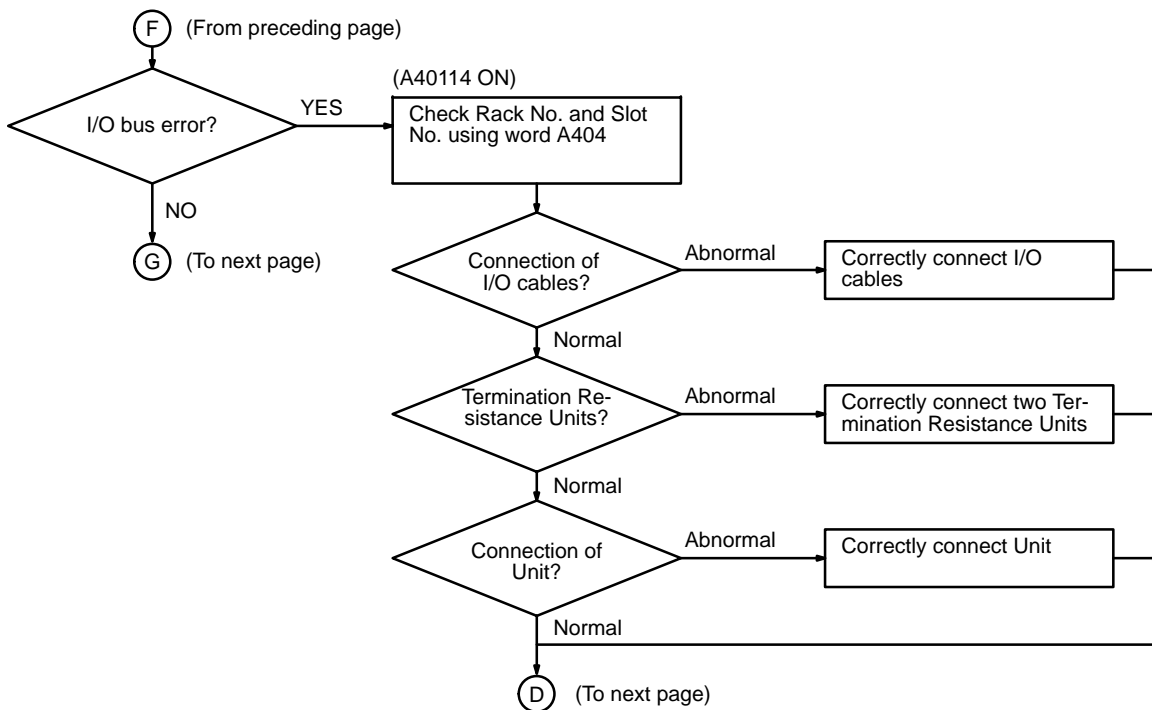 F (From preceding page)
(A40114 ON)
I/O bus error?
YES
Check Rack No. and Slot
No. using word A404
NO
G (To next page)
Connection of
I/O cables?
Abnormal
Correctly connect I/O
cables
Normal
Termination Re-
sistance Units?
Abnormal
Correctly connect two Ter-
mination Resistance Units
Normal
Connection of
Unit?
Abnormal
Correctly connect Unit
Normal
D (To next page)